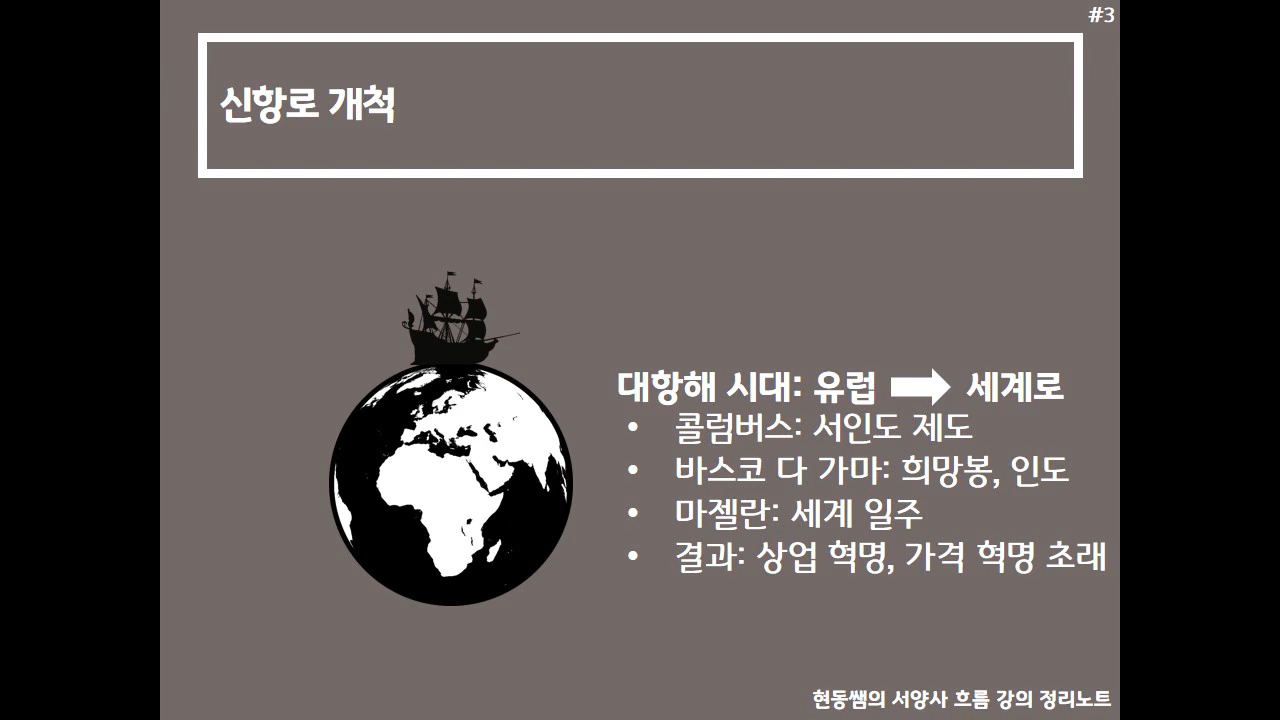 #3
신항로 개척
대항해 시대: 유럽 세계로
• 콜럼버스: 서인도 제도
• 바스코 다 가마: 희망봉, 인도
• 마젤란: 세계 일주
• 결과: 상업 혁명, 가격 혁명 초래
현동쌤의 서양사 흐름 강의 정리노트